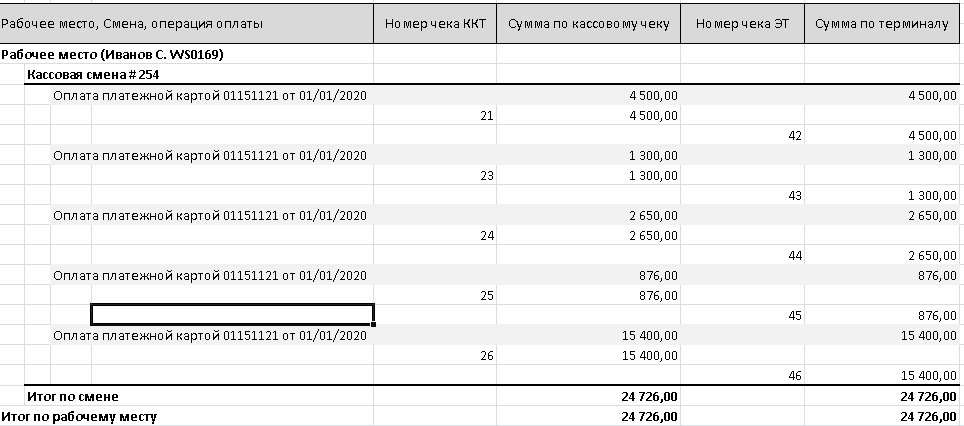 Рабочее место, Смена, операция оплаты Номер чека ККТ Сумма по кассовому чеку Номер чека ЭТ Сумма по терминалу
Рабочее место (Иванов С. WS0169)
Кассовая смена # 254
Оплата платежной картой 01151121 от 01/01/2020 4 500,00 4 500,00
21 4 500,00
42 4 500,00
Оплата платежной картой 01151121 от 01/01/2020 1 300,00 1 300,00
23 1 300,00
43 1 300,00
Оплата платежной картой 01151121 от 01/01/2020 2 650,00 2 650,00
24 2 650,00
44 2 650,00
Оплата платежной картой 01151121 от 01/01/2020 876,00 876,00
25 876,00
45 876,00
Оплата платежной картой 01151121 от 01/01/2020 15 400,00 15 400,00
26 15 400,00
46 15 400,00
Итог по смене 24 726,00 24 726,00
Итог по рабочему месту 24 726,00 24 726,00